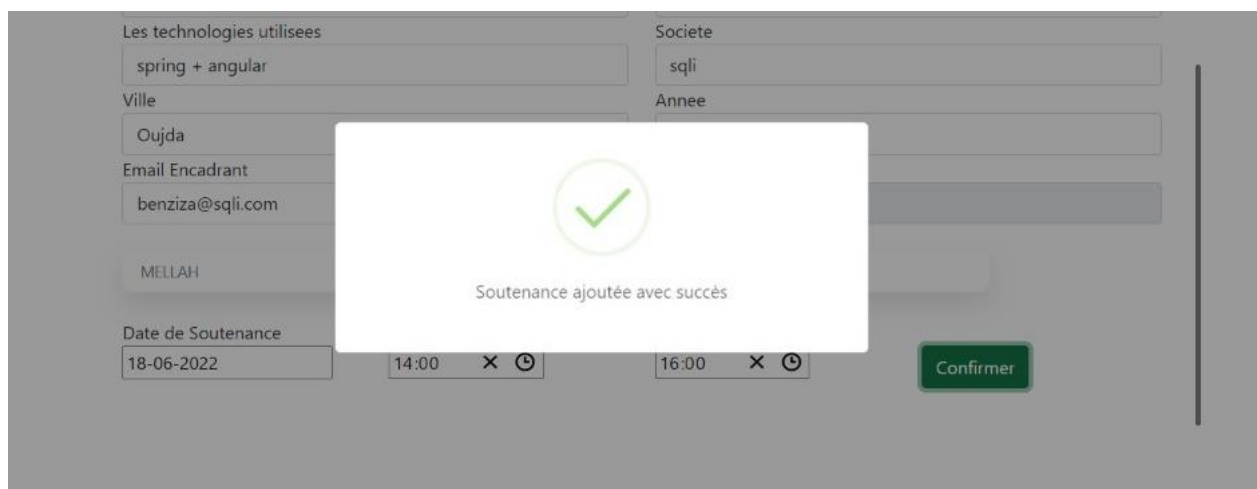 Les technologies utilisees
Societe
spring + angular
sqli
Ville
Annee
Oujda
Email Encadrant
benziza@sqli.com
MELLAH
Soutenance ajoutée avec succès
Date de Soutenance
18-06-2022
14:00
16:00
Confirmer